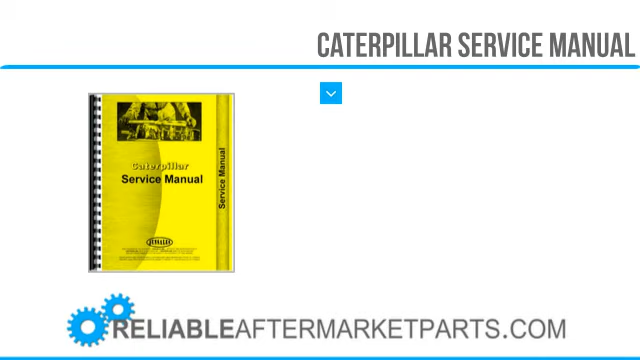 CATERPILLAR SERVICE MANUAL
Caterpillar
Service Manual
Service Manual
RELIABLEAFTERMARKETPARTS.COM